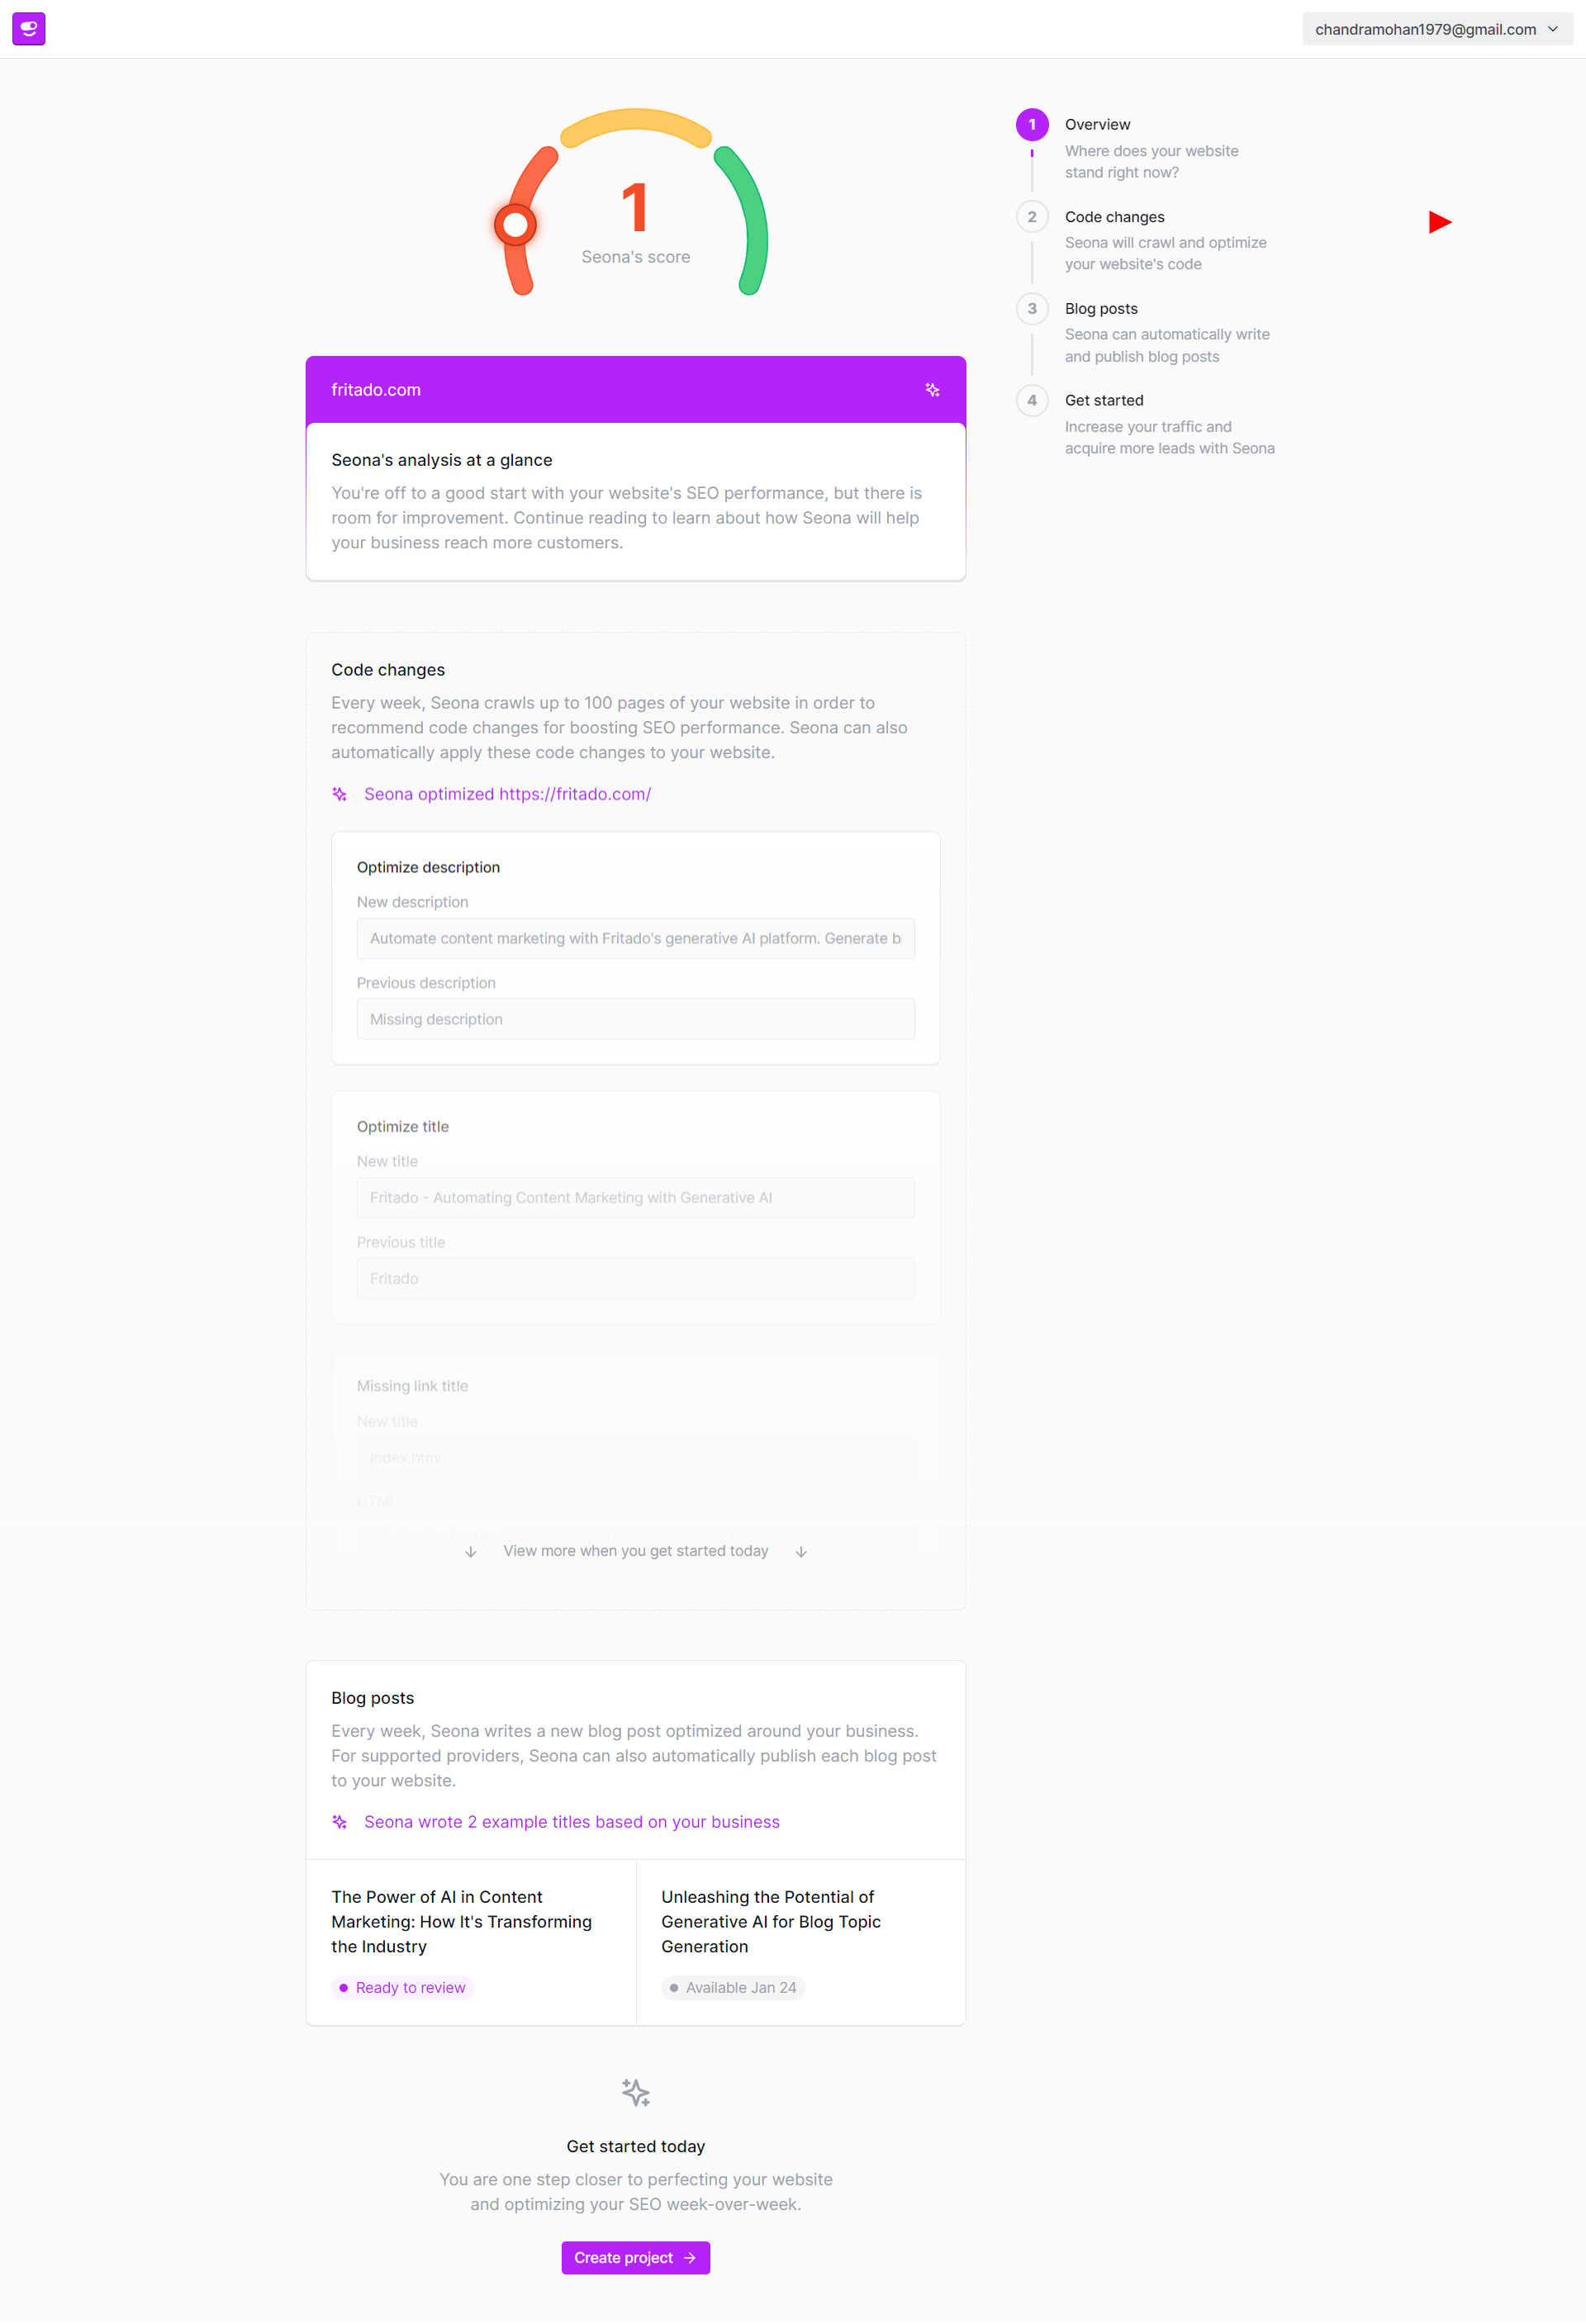 chandramohan1979@gmail.com
1
Seona's score
1
Overview
Where does your website
stand right now?
2
Code changes
Seona will crawl and optimize
your website's code
3
Blog posts
Seona can automatically write
and publish blog posts
4
Get started
Increase your traffic and
acquire more leads with Seona
fritado.com
Seona's analysis at a glance
You're off to a good start with your website's SEO performance, but there is
room for improvement. Continue reading to learn about how Seona will help
your business reach more customers.
Code changes
Every week, Seona crawls up to 100 pages of your website in order to
recommend code changes for boosting SEO performance. Seona can also
automatically apply these code changes to your website.
Seona optimized https://fritado.com/
Optimize description
New description
Automate content marketing with Fritado's generative AI platform. Generate b
Previous description
Missing description
Optimize title
New title
Fritado - Automating Content Marketing with Generative AI
Previous title
Fritado
Missing link title
New title
Index.html
HTML
View more when you get started today
Blog posts
Every week, Seona writes a new blog post optimized around your business.
For supported providers, Seona can also automatically publish each blog post
to your website.
Seona wrote 2 example titles based on your business
The Power of AI in Content
Marketing: How It's Transforming
the Industry
Ready to review
Unleashing the Potential of
Generative AI for Blog Topic
Generation
Available Jan 24
Get started today
You are one step closer to perfecting your website
and optimizing your SEO week-over-week.
Create project